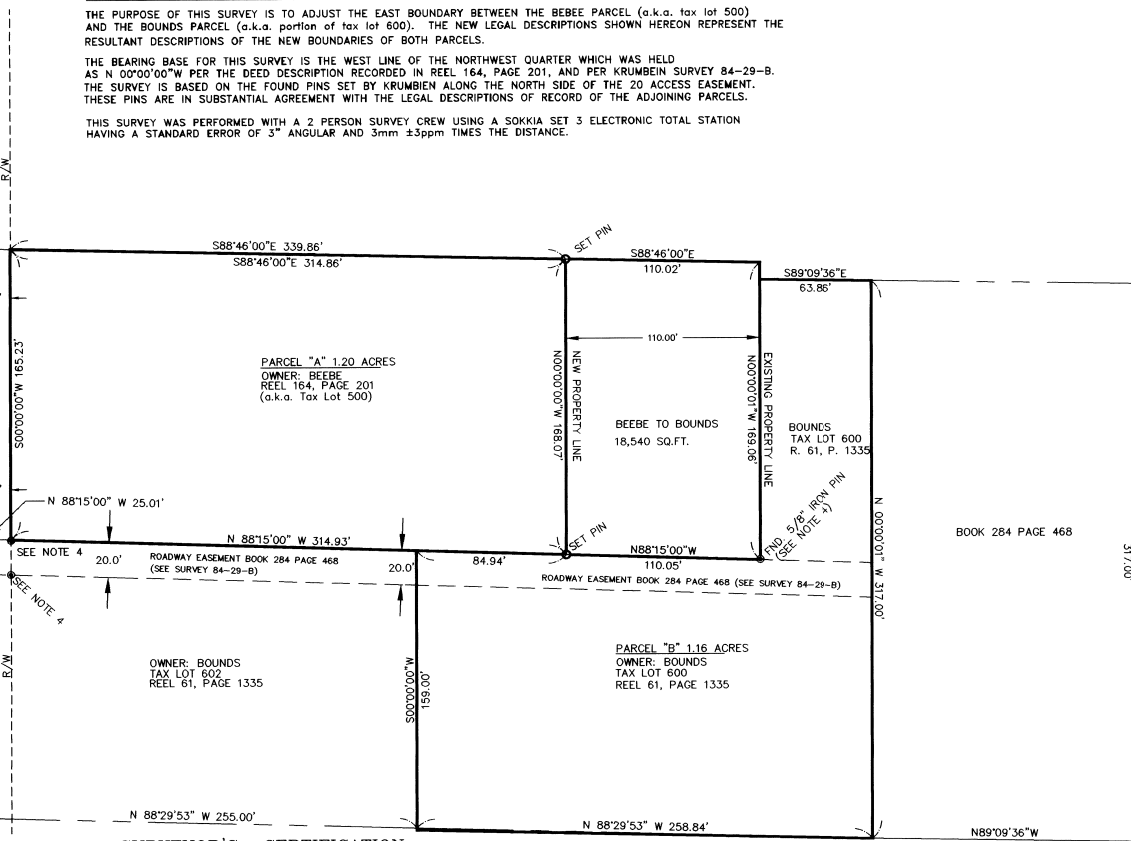 THE PURPOSE OF THIS SURVEY IS TO ADJUST THE EAST BOUNDARY BETWEEN THE BEBEE PARCEL (a.k.a. tax lot 500)
AND THE BOUNDS PARCEL (a.k.a. portion of tax lot 600). THE NEW LEGAL DESCRIPTIONS SHOWN HEREON REPRESENT THE
RESULTANT DESCRIPTIONS OF THE NEW BOUNDARIES OF BOTH PARCELS.
THE BEARING BASE FOR THIS SURVEY IS THE WEST LINE OF THE NORTHWEST QUARTER WHICH WAS HELD
AS N 00°00'00"W PER THE DEED DESCRIPTION RECORDED IN REEL 164, PAGE 201, AND PER KRUMBEIN SURVEY 84-29-B.
THE SURVEY IS BASED ON THE FOUND PINS SET BY KRUMBIEN ALONG THE NORTH SIDE OF THE 20 ACCESS EASEMENT.
THESE PINS ARE IN SUBSTANTIAL AGREEMENT WITH THE LEGAL DESCRIPTIONS OF RECORD OF THE ADJOINING PARCELS.
THIS SURVEY WAS PERFORMED WITH A 2 PERSON SURVEY CREW USING A SOKKIA SET 3 ELECTRONIC TOTAL STATION
HAVING A STANDARD ERROR OF 3" ANGULAR AND 3mm ±3ppm TIMES THE DISTANCE.
R/W
S88°46'00"E 339.86'
S88°46'00"E 314.86'
SET PIN
S88°46'00"E
110.02'
S89°09'36"E
63.86'
S00°00'00"W 165.23'
PARCEL "A" 1.20 ACRES
OWNER: BEEBE
REEL 164, PAGE 201
(a.k.a. Tax Lot 500)
N00°00'00"W 168.07'
NEW PROPERTY LINE
110.00'
BEEBE TO BOUNDS
18,540 SQ.FT.
N00°00'01"W 169.06'
EXISTING PROPERTY LINE
BOUNDS
TAX LOT 600
R. 61, P. 1335
FND. 5/8" IRON PIN
(SEE NOTE 4)
N 00°00'01" W 317.00'
BOOK 284 PAGE 468
317.00'
N 88°15'00" W 25.01'
SEE NOTE 4
N 88°15'00" W 314.93'
20.0'
ROADWAY EASEMENT BOOK 284 PAGE 468
(SEE SURVEY 84-29-B)
20.0'
84.94'
SET PIN
N88°15'00"W
110.05'
ROADWAY EASEMENT BOOK 284 PAGE 468 (SEE SURVEY 84-29-B)
SEE NOTE 4
R/W
OWNER: BOUNDS
TAX LOT 602
REEL 61, PAGE 1335
S00°00'00"W
159.00'
PARCEL "B" 1.16 ACRES
OWNER: BOUNDS
TAX LOT 600
REEL 61, PAGE 1335
N 88°29'53" W 255.00'
N 88°29'53" W 258.84'
N89°09'36"W
SURVEYOR'S CERTIFICATION